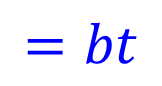 = bt